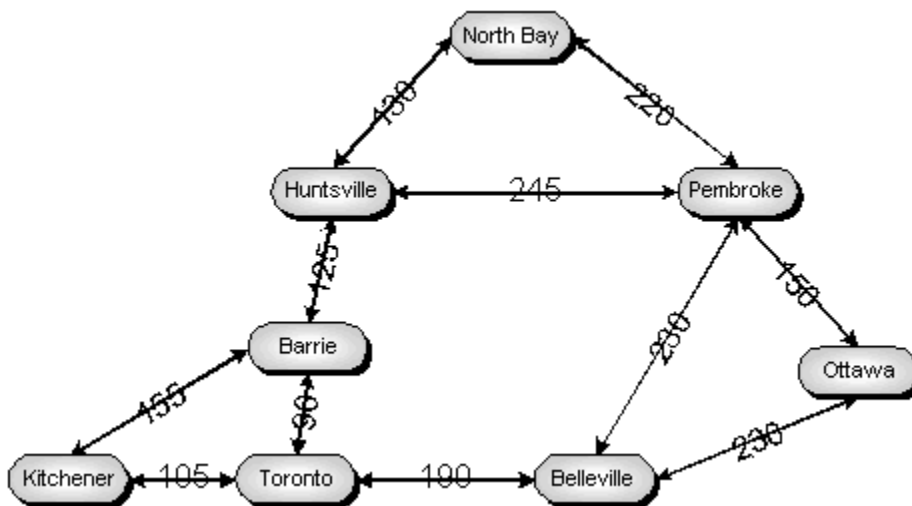 North Bay
130
220
Huntsville
245
Pembroke
125
150
Barrie
230
Ottawa
155
90
230
Kitchener
105
Toronto
190
Belleville